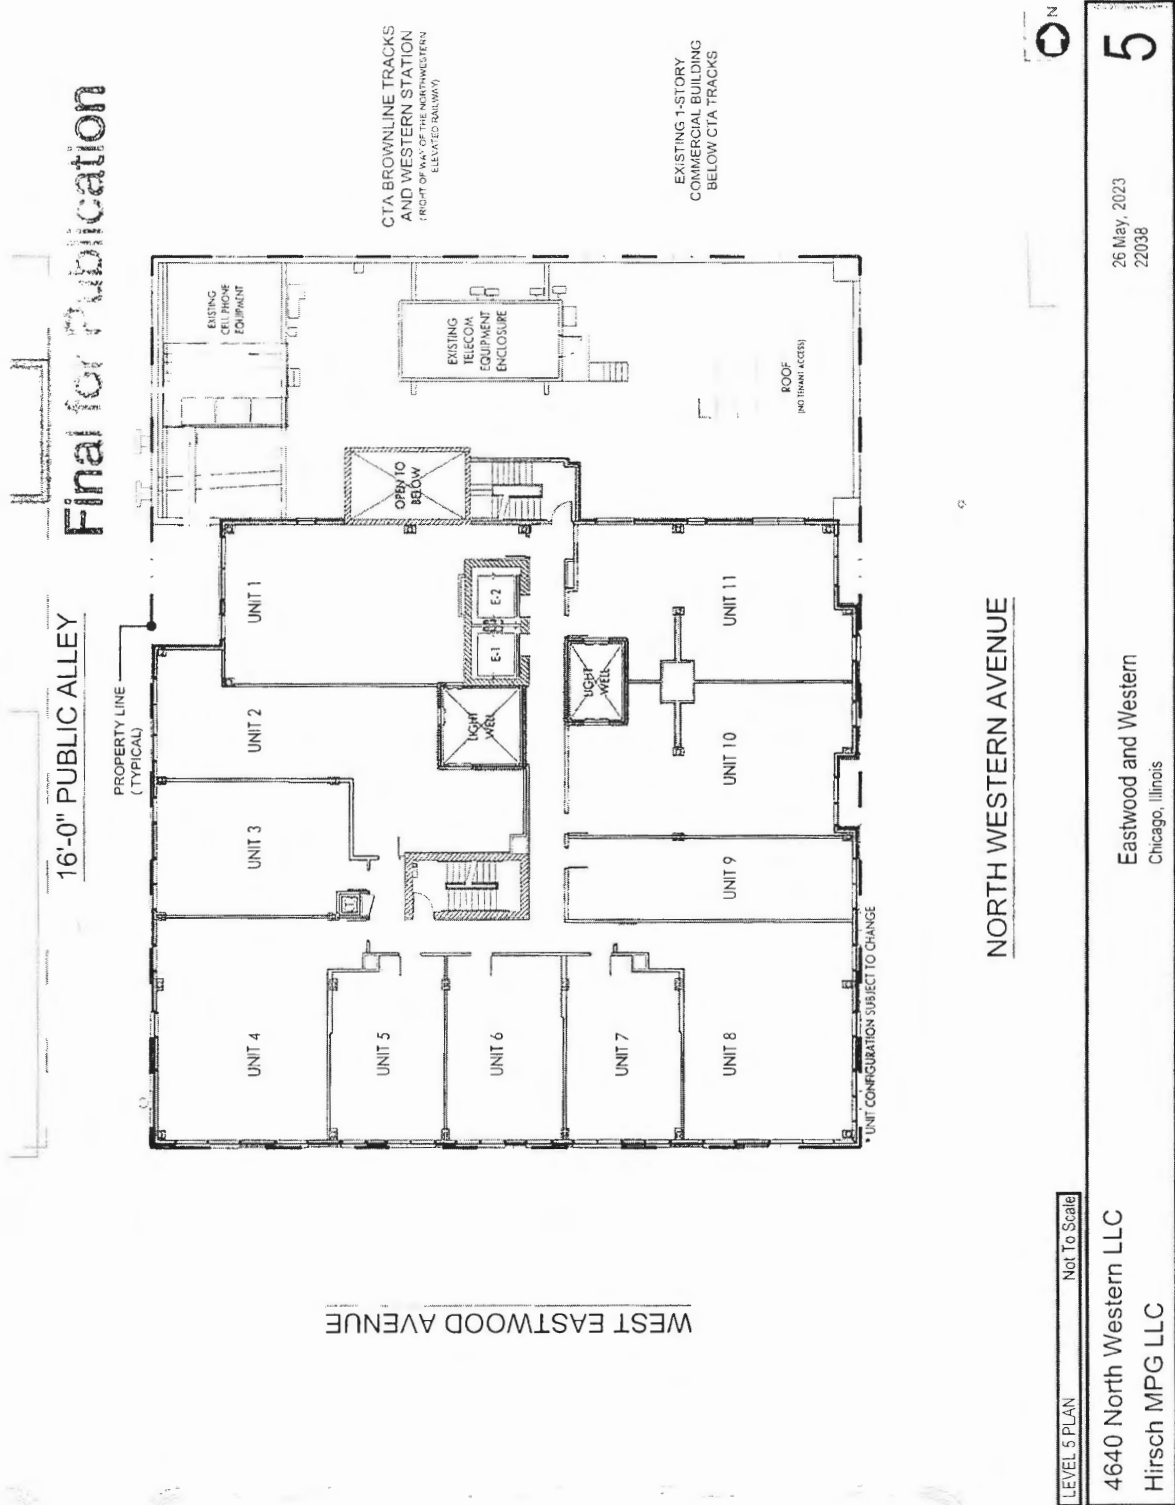 Final for Publication
16'-0" PUBLIC ALLEY
PROPERTY LINE
( TYPICAL)
CTA BROWNLINE TRACKS
AND WESTERN STATION
( RIGHT OF WAY OF THE NORTHWESTERN
ELEVATED RAILWAY)
EXISTING 1-STORY
COMMERCIAL BUILDING
BELOW CTA TRACKS
EXISTING
CELL PHONE
EQUIPMENT
EXISTING
TELECOM
EQUIPMENT
ENCLOSURE
ROOF
(NO TENANT ACCESS)
OPEN TO
BELOW
UNIT 1
UNIT 2
UNIT 3
UNIT 4
UNIT 5
UNIT 6
UNIT 7
UNIT 8
UNIT 9
UNIT 10
UNIT 11
E-1
E-2
LIGHT
WELL
LIGHT
WELL
* UNIT CONFIGURATION SUBJECT TO CHANGE
WEST EASTWOOD AVENUE
NORTH WESTERN AVENUE
N
LEVEL 5 PLAN
Not To Scale
4640 North Western LLC
Hirsch MPG LLC
Eastwood and Western
Chicago, Illinois
26 May, 2023
22038
5